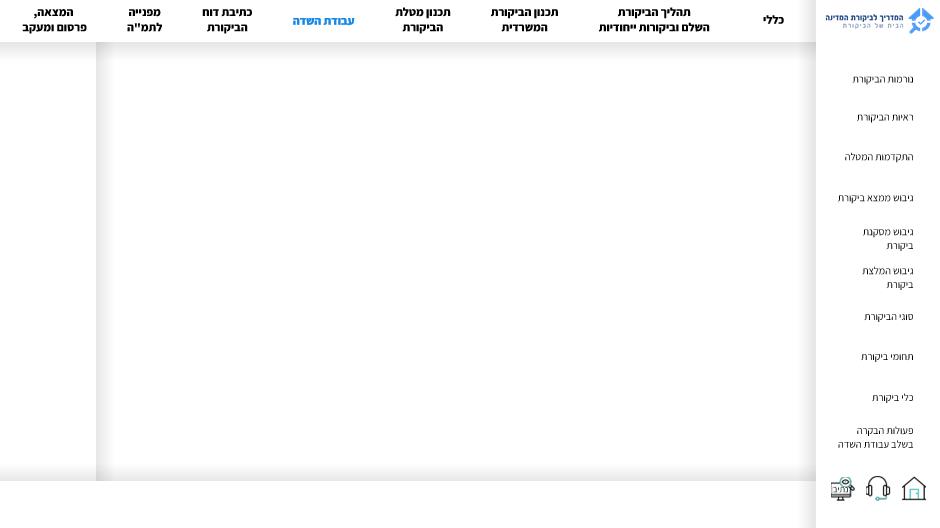 המדריך לביקורת המדינה
הבית של הביקורת
כללי
תהליך הביקורת
השלם וביקורות ייחודיות
תכנון הביקורת
המשרדית
תכנון מטלת
הביקורת
עבודת השדה
כתיבת דוח
הביקורת
מפנייה
לתמ"ה
המצאה,
פרסום ומעקב
נורמות הביקורת
ראיות הביקורת
התקדמות המטלה
גיבוש ממצא ביקורת
גיבוש מסקנת
ביקורת
גיבוש המלצת
ביקורת
סוגי הביקורת
תחומי ביקורת
כלי ביקורת
פעולות הבקרה
בשלב עבודת השדה